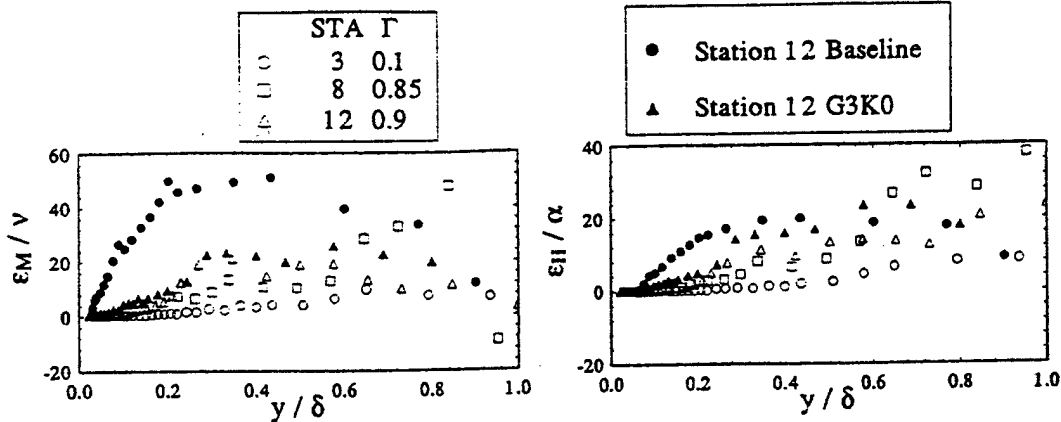 STA Γ
3 0.1
8 0.85
12 0.9
Station 12 Baseline
Station 12 G3K0
60
40
20
0
-20
εM / ν
0.0 0.2 0.4 0.6 0.8 1.0
y / δ
40
20
0
-20
εH / α
0.0 0.2 0.4 0.6 0.8 1.0
y / δ